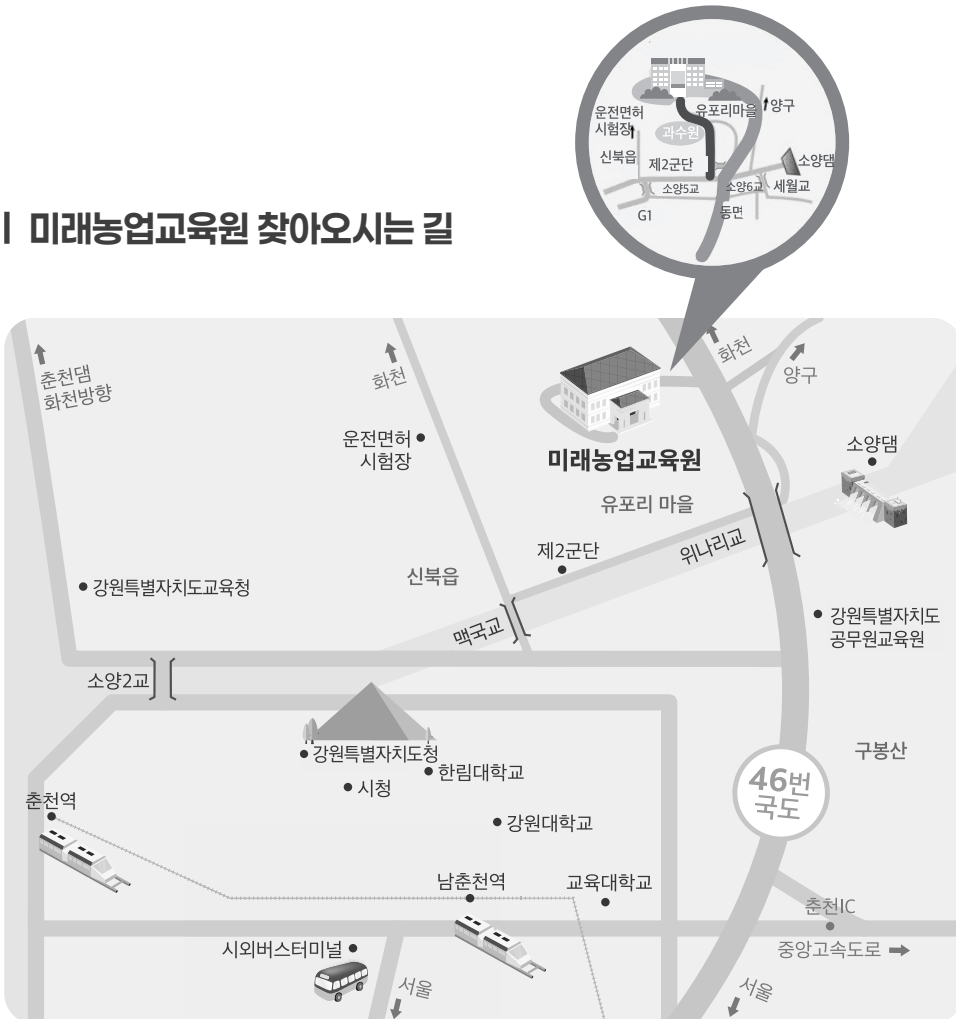 운전면허
시험장
유포리마을
양구
과수원
신북읍
제2군단
소양댐
소양5교
소양6교
세월교
G1
동면
미래농업교육원 찾아오시는 길
춘천댐
화천방향
화천
화천
양구
운전면허
시험장
미래농업교육원
소양댐
유포리 마을
제2군단
위나리교
신북읍
강원특별자치도교육청
맥국교
강원특별자치도
공무원교육원
소양2교
강원특별자치도청
한림대학교
시청
구봉산
46번
국도
춘천역
강원대학교
남춘천역
교육대학교
춘천IC
시외버스터미널
중앙고속도로
서울
서울